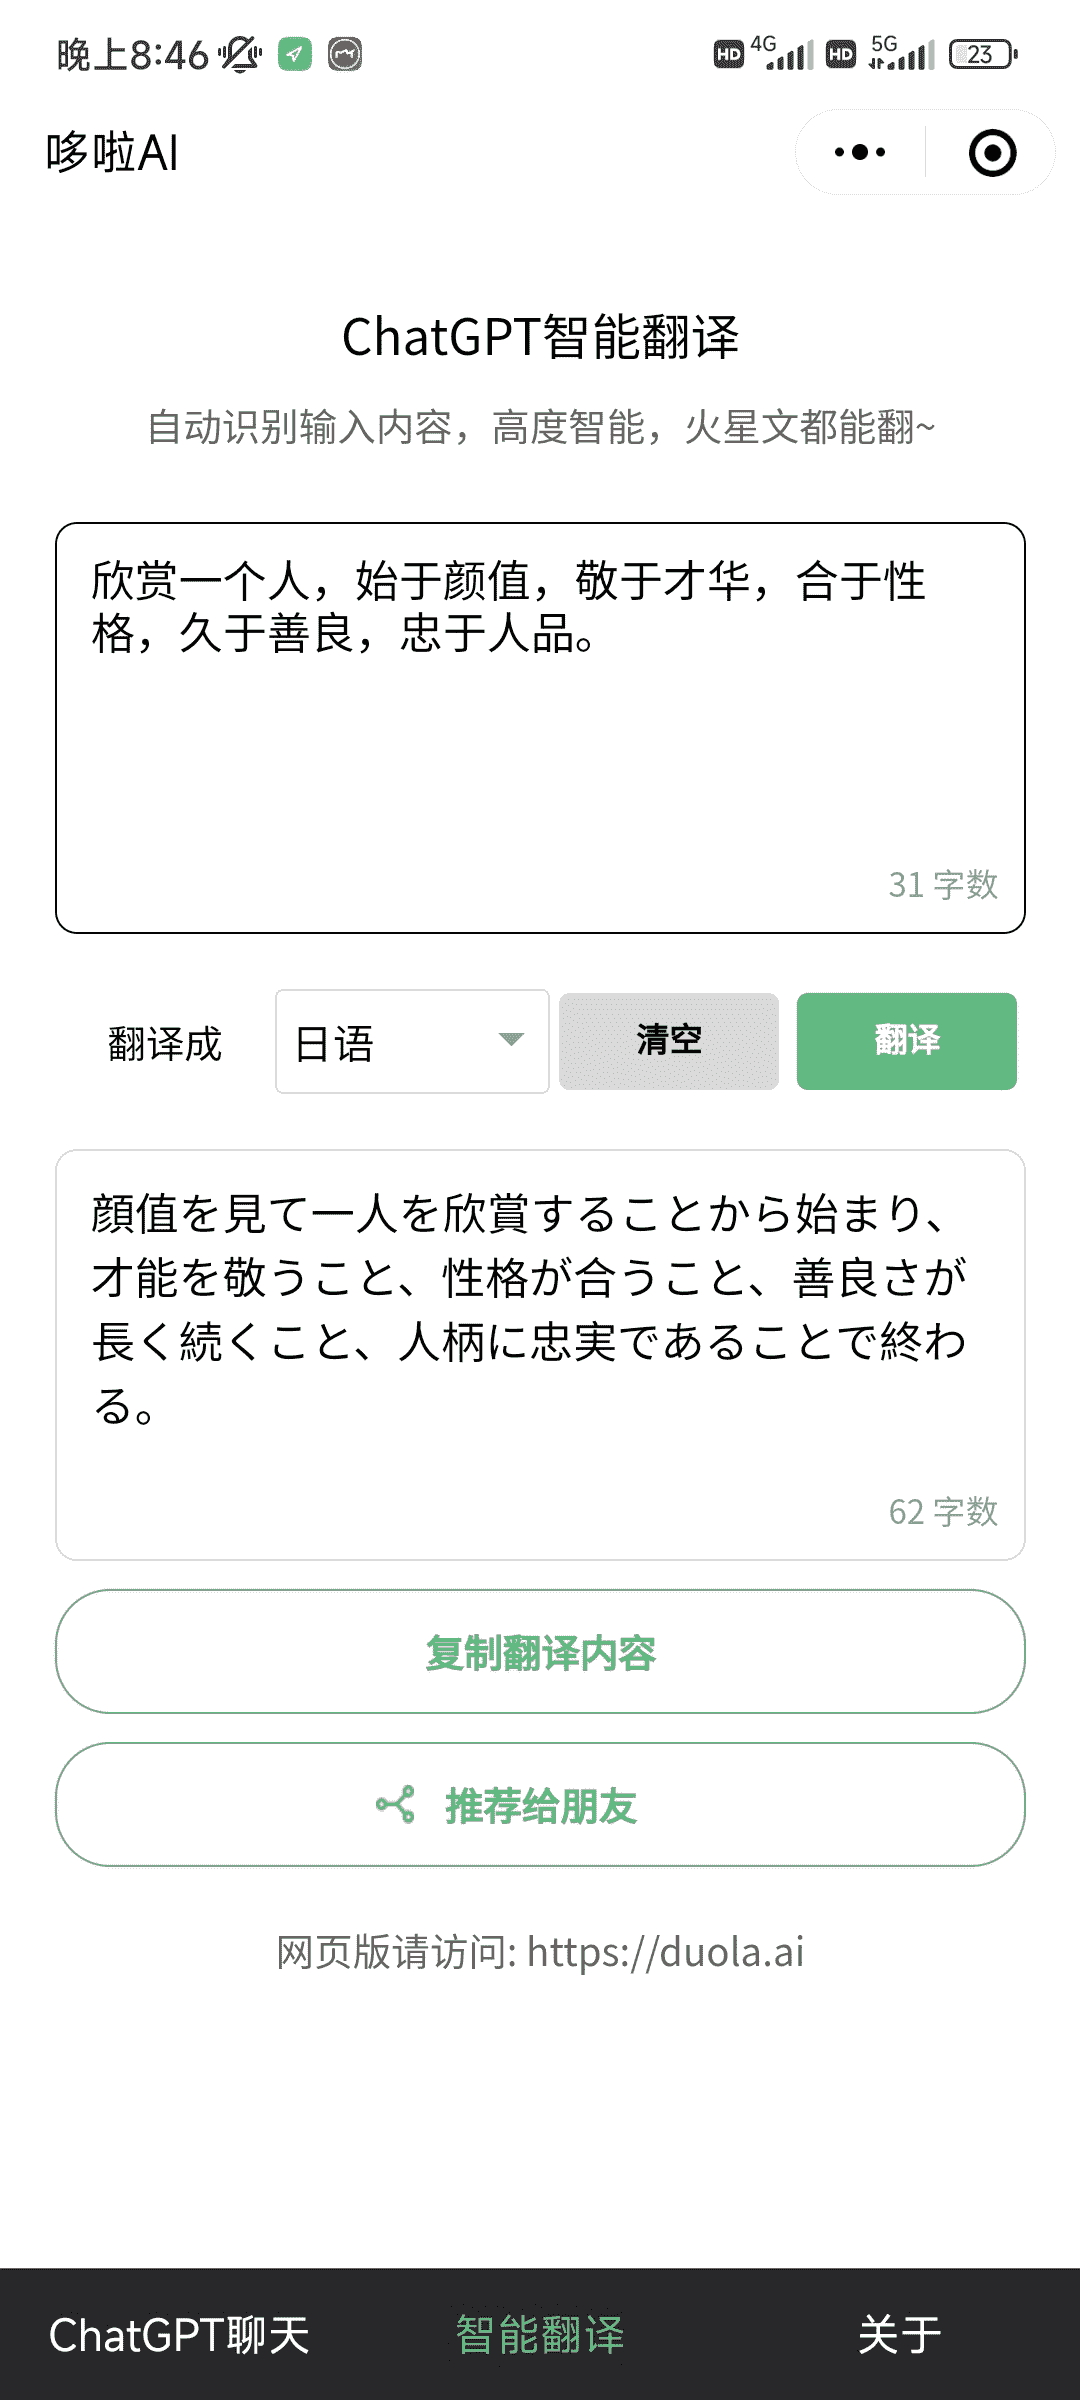 晚上8:46
HD 4G HD 5G 23
哆啦AI
ChatGPT智能翻译
自动识别输入内容，高度智能，火星文都能翻~
欣赏一个人，始于颜值，敬于才华，合于性
格，久于善良，忠于人品。
31 字数
翻译成 日语 清空 翻译
顔值を見て一人を欣賞することから始まり、
才能を敬うこと、性格が合うこと、善良さが
長く続くこと、人柄に忠実であることで終わ
る。
62 字数
复制翻译内容
推荐给朋友
网页版请访问: https://duola.ai
ChatGPT聊天 智能翻译 关于